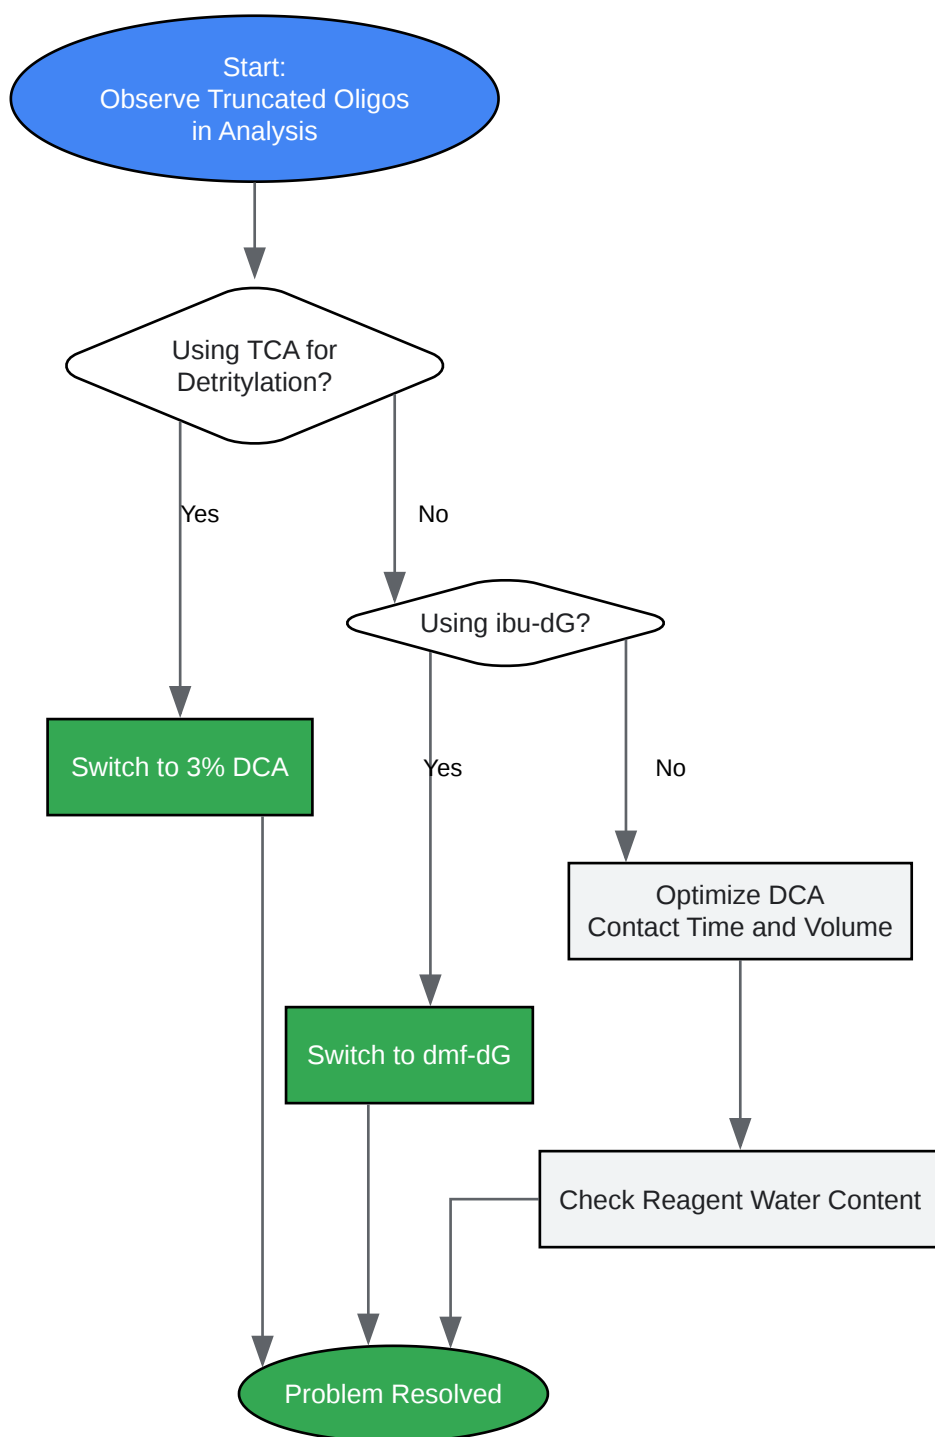 Start:
Observe Truncated Oligos
in Analysis
Using TCA for
Detritylation?
Yes
No
Using ibu-dG?
Switch to 3% DCA
Yes
No
Optimize DCA
Contact Time and Volume
Switch to dmf-dG
Check Reagent Water Content
Problem Resolved